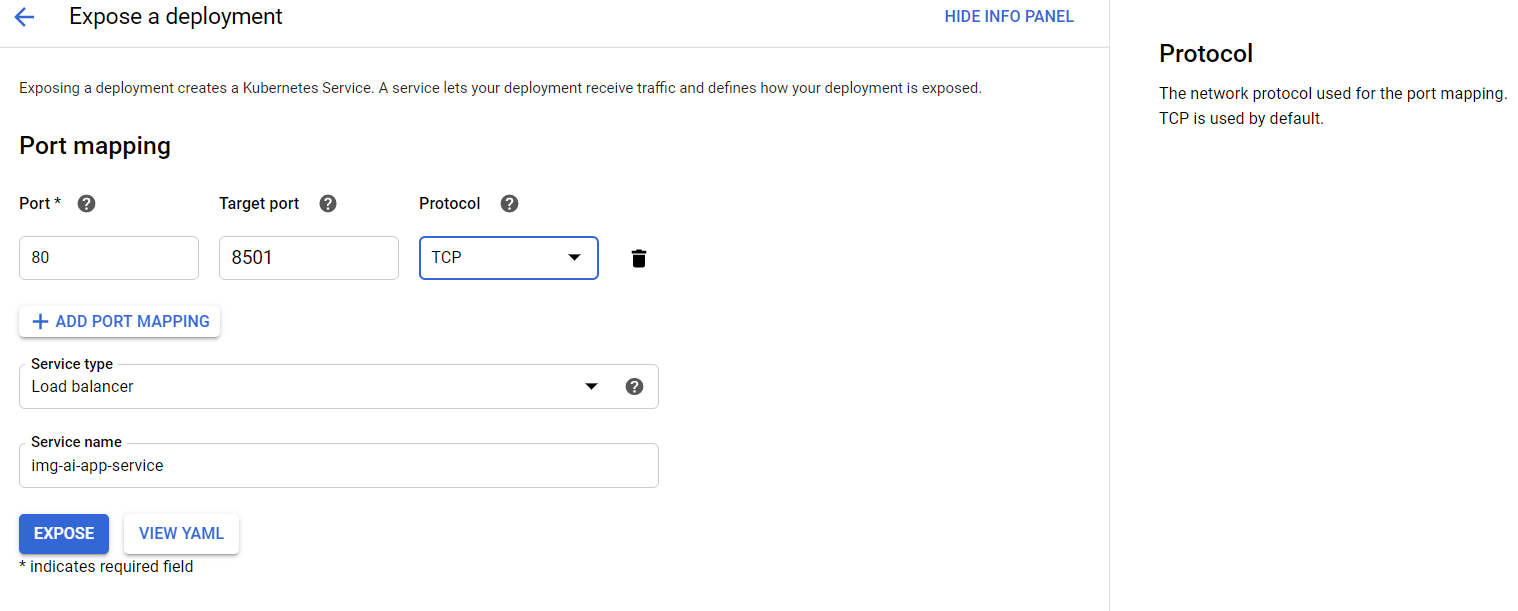 Expose a deployment
HIDE INFO PANEL
Exposing a deployment creates a Kubernetes Service. A service lets your deployment receive traffic and defines how your deployment is exposed.
Port mapping
Port * Target port Protocol
80 8501 TCP
ADD PORT MAPPING
Service type
Load balancer
Service name
img-ai-app-service
EXPOSE VIEW YAML
* indicates required field
Protocol
The network protocol used for the port mapping.
TCP is used by default.